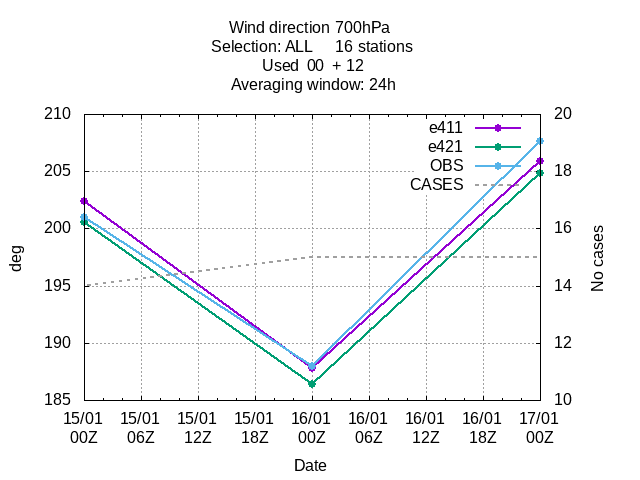 Wind direction 700hPa
Selection: ALL     16 stations
Used  00  + 12
Averaging window: 24h
210
205
200
195
190
185
deg
20
18
16
14
12
10
No cases
e411
e421
OBS
CASES
15/01 15/01 15/01 15/01 16/01 16/01 16/01 16/01 17/01
00Z 06Z 12Z 18Z 00Z 06Z 12Z 18Z 00Z
Date